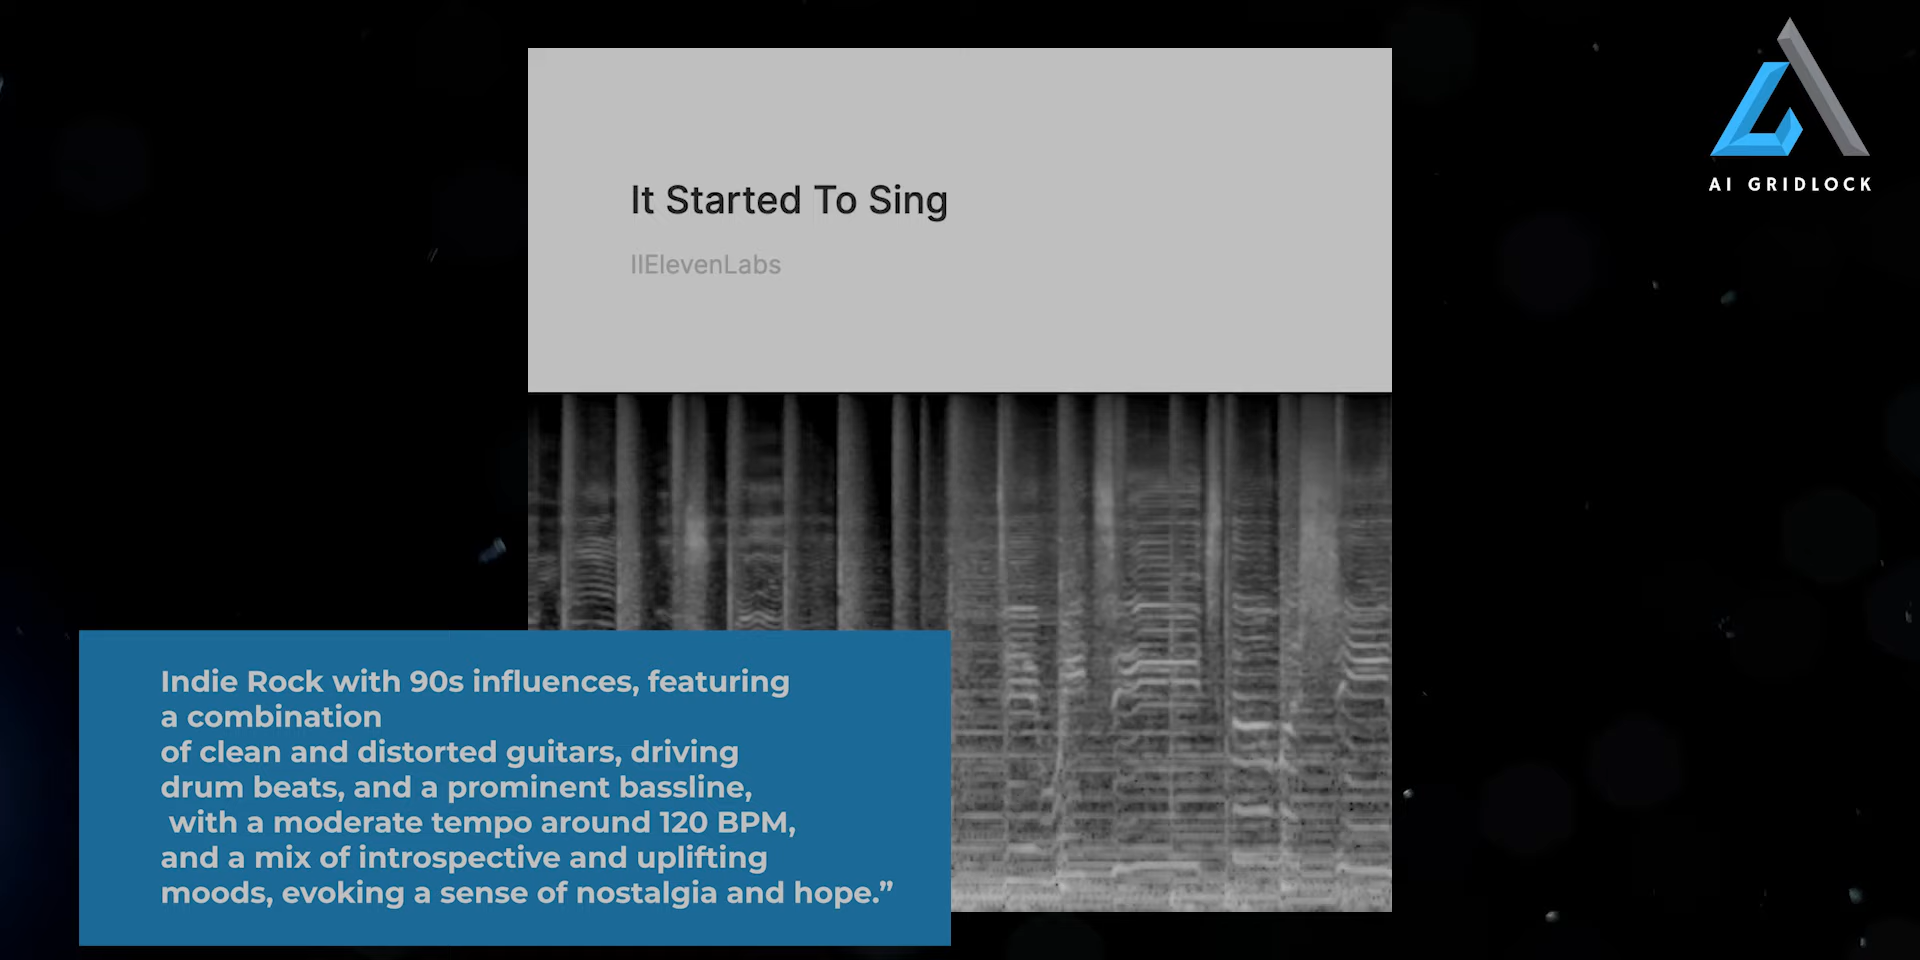 AI GRIDLOCK
It Started To Sing
IIElevenLabs
Indie Rock with 90s influences, featuring
a combination
of clean and distorted guitars, driving
drum beats, and a prominent bassline,
with a moderate tempo around 120 BPM,
and a mix of introspective and uplifting
moods, evoking a sense of nostalgia and hope.”